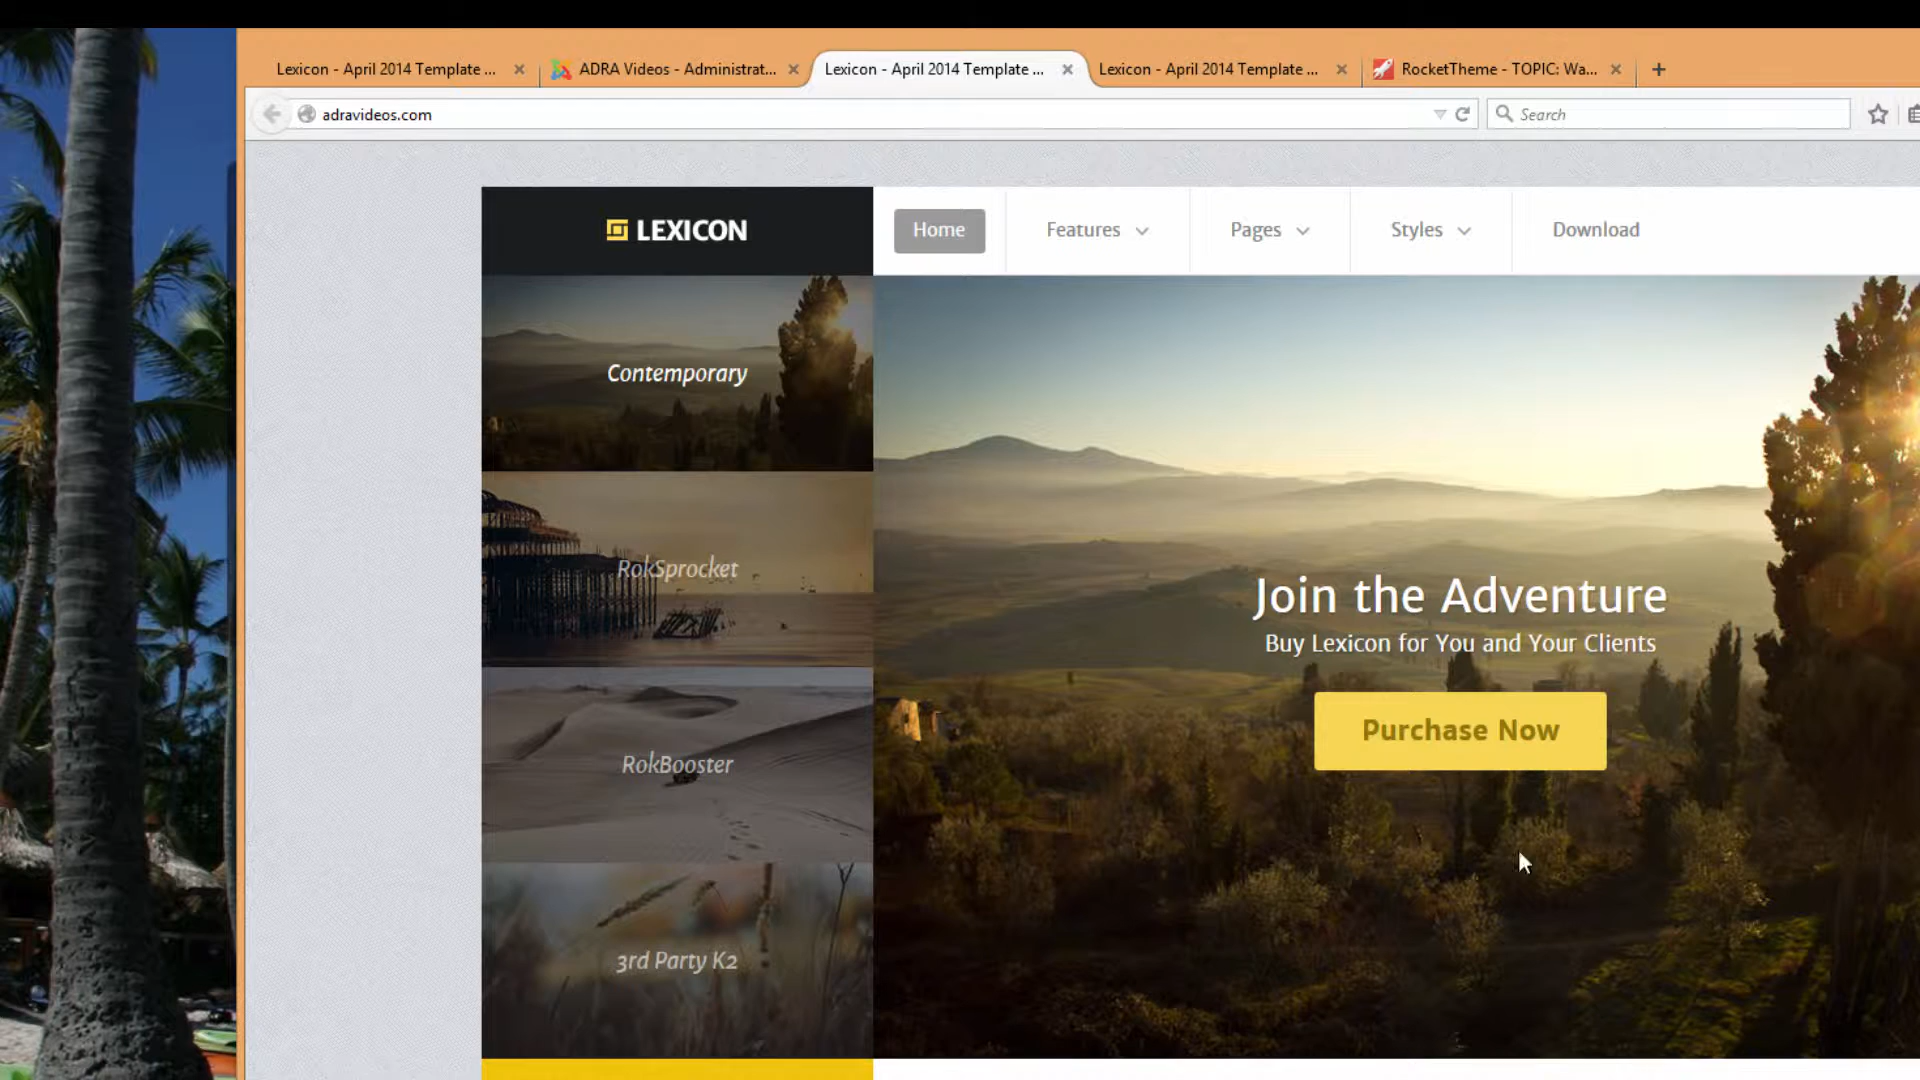 Lexicon - April 2014 Template ...
ADRA Videos - Administrat...
Lexicon - April 2014 Template ...
Lexicon - April 2014 Template ...
RocketTheme - TOPIC: Wa...
adravideos.com
Search
LEXICON
Home
Features
Pages
Styles
Download
Contemporary
RokSprocket
RokBooster
3rd Party K2
Join the Adventure
Buy Lexicon for You and Your Clients
Purchase Now